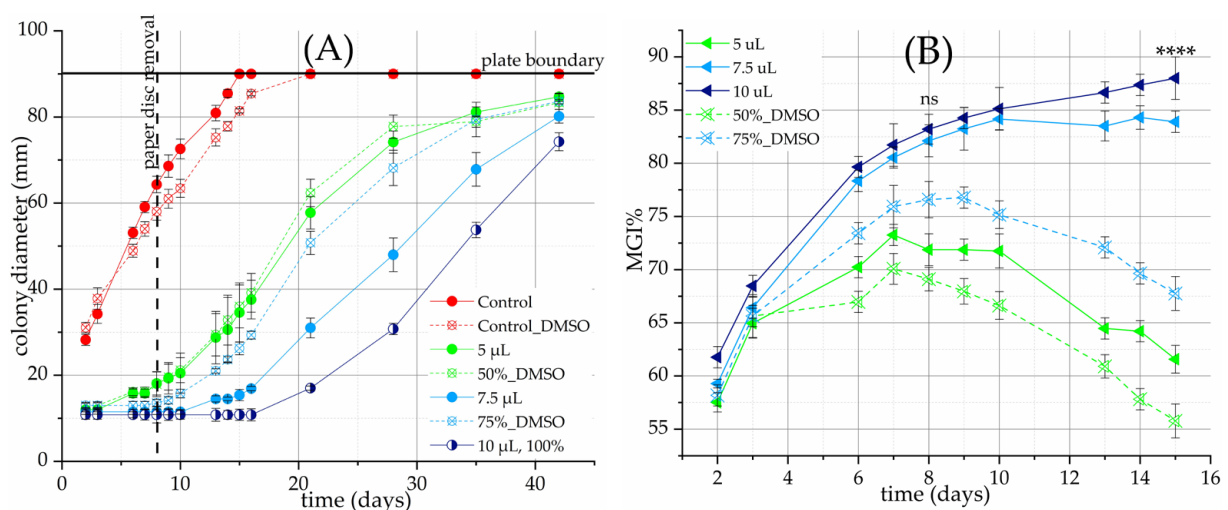 (A)
100
80
60
40
20
0
0
10
20
30
40
colony diameter (mm)
time (days)
paper disc removal
plate boundary
Control
Control_DMSO
5 µL
50%_DMSO
7.5 µL
75%_DMSO
10 µL, 100%
(B)
90
85
80
75
70
65
60
55
2
4
6
8
10
12
14
16
MGI%
time (days)
5 uL
7.5 uL
10 uL
50%_DMSO
75%_DMSO
ns
****